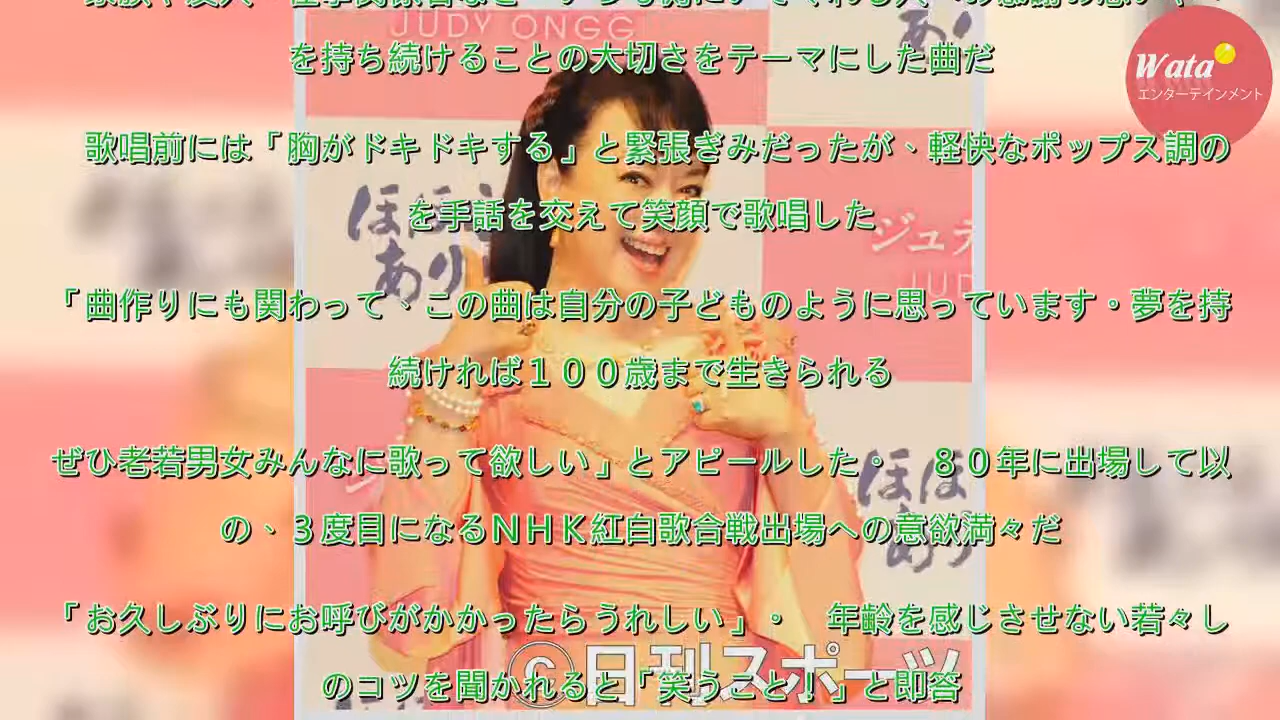 JUDY ONGG
を持ち続けることの大切さをテーマにした曲だ
Wata
エンターテインメント
歌唱前には「胸がドキドキする」と緊張ぎみだったが、軽快なポップス調の
を手話を交えて笑顔で歌唱した
ほほ
あり
ジュデ
JUD
「曲作りにも関わって、この曲は自分の子どものように思っています・夢を持
続ければ１００歳まで生きられる
ぜひ老若男女みんなに歌って欲しい」とアピールした・　８０年に出場して以
の、３度目になるＮＨＫ紅白歌合戦出場への意欲満々だ
ほほ
あり
「お久しぶりにお呼びがかかったらうれしい」・　年齢を感じさせない若々し
のコツを聞かれると「笑うこと！」と即答
©日刊スポーツ